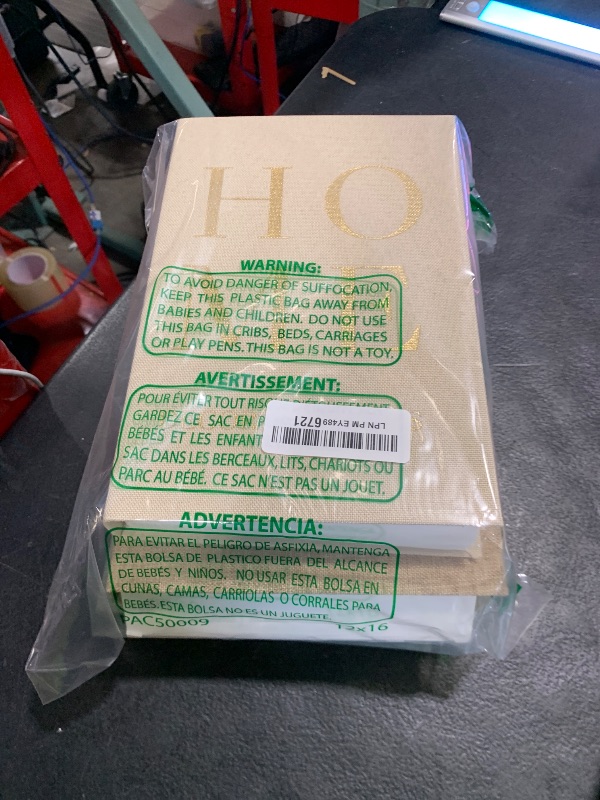 HO
ME
WARNING:
TO AVOID DANGER OF SUFFOCATION,
KEEP THIS PLASTIC BAG AWAY FROM
BABIES AND CHILDREN. DO NOT USE
THIS BAG IN CRIBS, BEDS, CARRIAGES
OR PLAY PENS. THIS BAG IS NOT A TOY.
AVERTISSEMENT:
POUR ÉVITER TOUT
GARDEZ CE SAC EN
BÉBÉS ET LES ENFANT
SAC DANS LES BERCEAUX, LITS, CHARIOTS OU
PARC AU BÉBÉ. CE SAC N'EST PAS UN JOUET.
LPN PM EY489 6721
ADVERTENCIA:
PARA EVITAR EL PELIGRO DE ASFIXIA, MANTENGA
ESTA BOLSA DE PLASTICO FUERA DEL ALCANCE
DE BEBÉS Y NIÑOS. NO USAR ESTA BOLSA EN
CUNAS, CAMAS, CARRIOLAS O CORRALES PARA
BEBÉS. ESTA BOLSA NO ES UN JUGUETE.
PAC50009 12x16